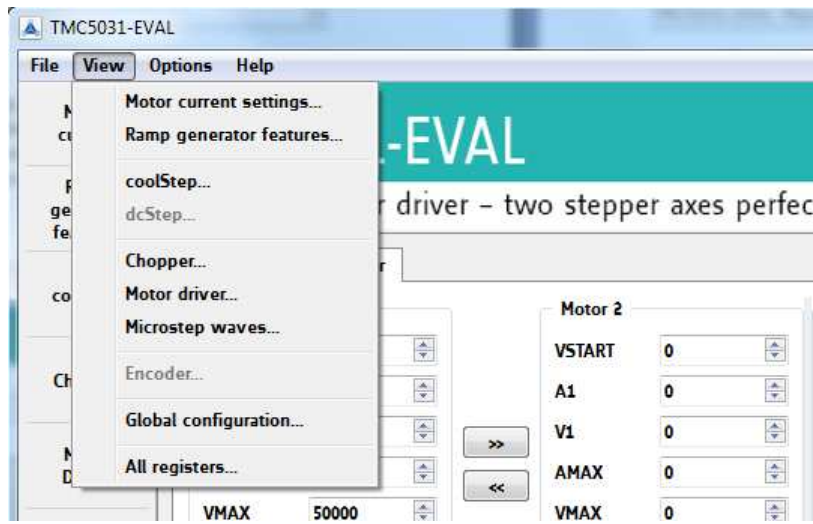 TMC5031-EVAL
File View Options Help
Motor current settings...
Ramp generator features...
coolStep...
dcStep...
Chopper...
Motor driver...
Microstep waves...
Encoder...
Global configuration...
All registers...
-EVAL
driver – two stepper axes perfec
Motor 2
VSTART 0
A1 0
>> V1 0
AMAX 0
<<
VMAX 50000 VMAX 0